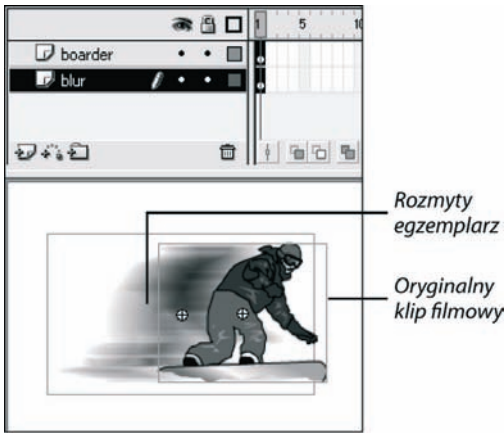 1 5 10
boarder
blur
Rozmyty
egzemplarz
Oryginalny
klip filmowy